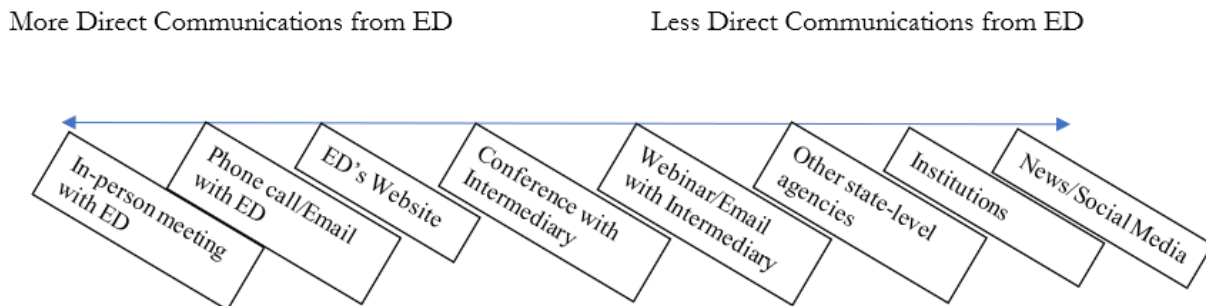 More Direct Communications from ED
Less Direct Communications from ED
In-person meeting
with ED
Phone call/Email
with ED
ED's Website
Conference with
Intermediary
Webinar/Email
with Intermediary
Other state-level
agencies
Institutions
News/Social Media